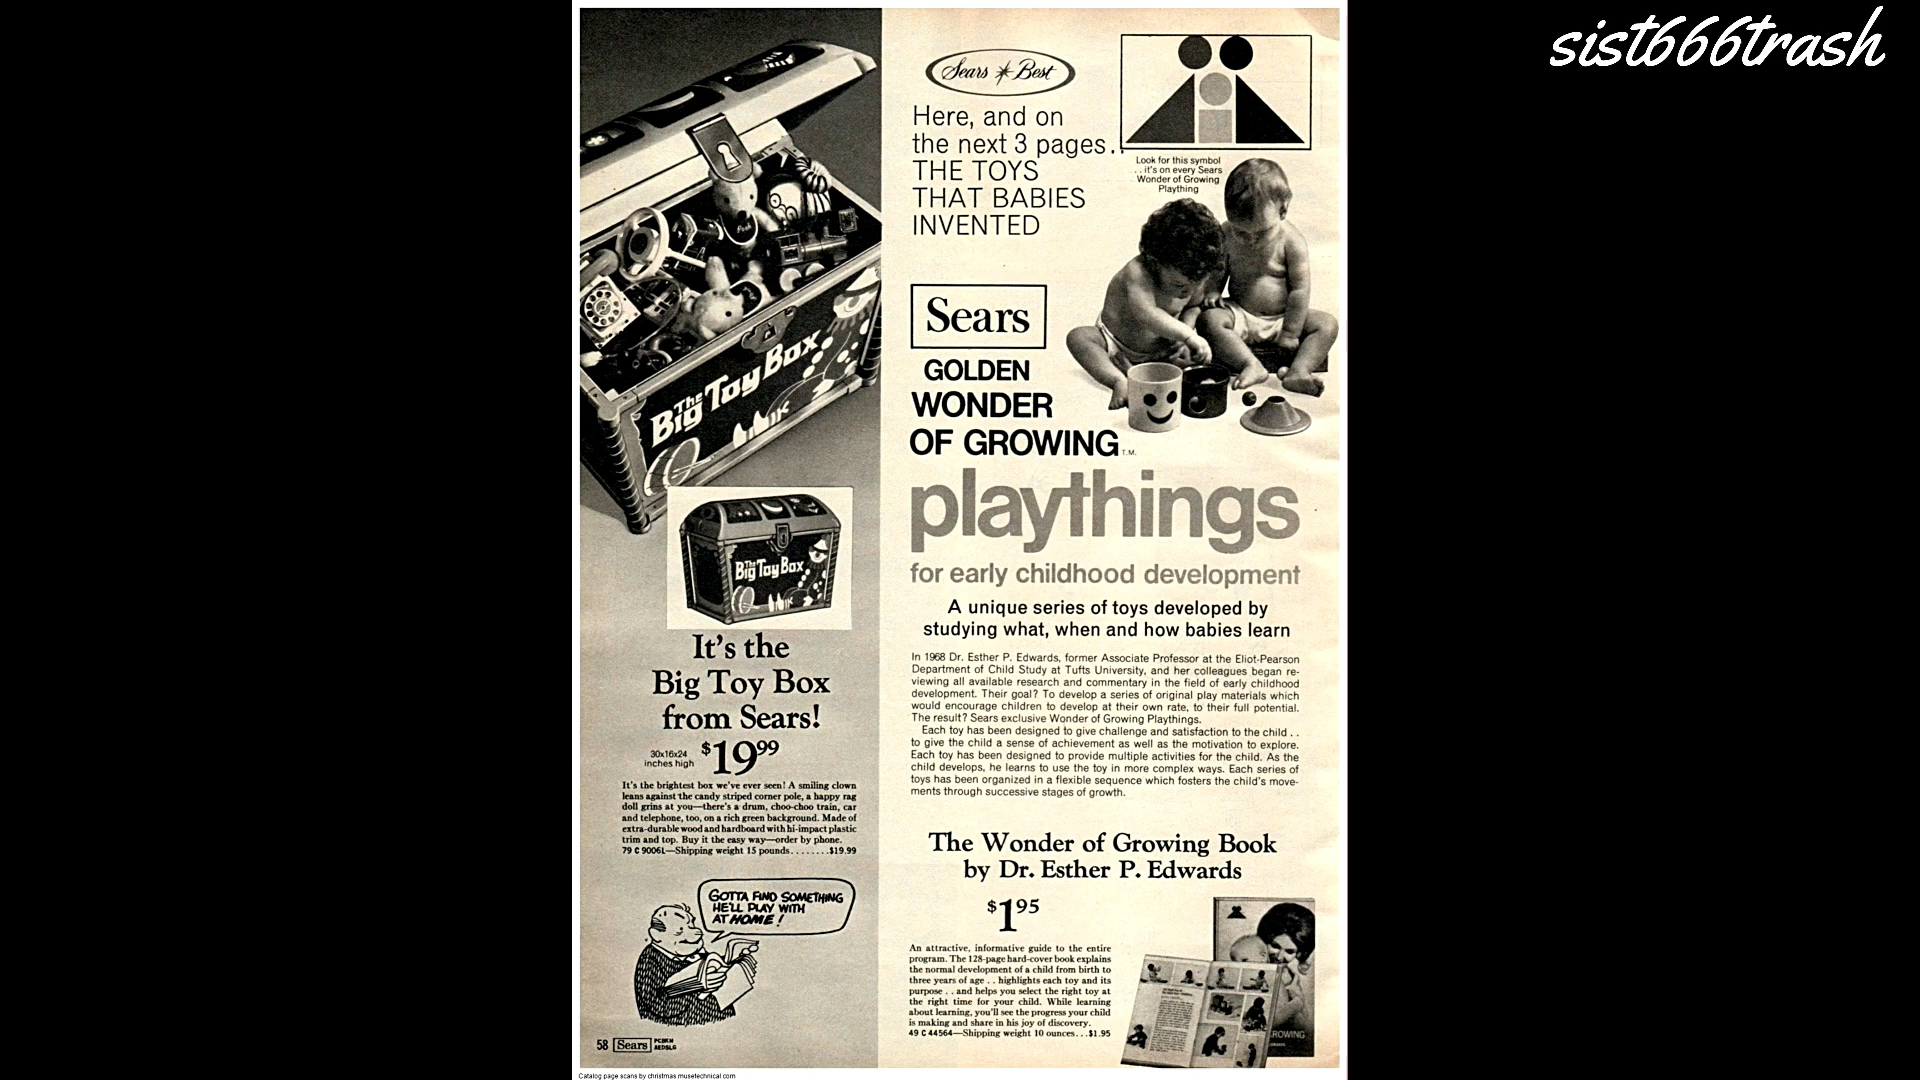 sist666trash
Sears Best
Here, and on
the next 3 pages..
THE TOYS
THAT BABIES
INVENTED
Look for this symbol
. . it's on every Sears
Wonder of Growing
Plaything
Sears
GOLDEN
WONDER
OF GROWING T.M.
playthings
for early childhood development
A unique series of toys developed by
studying what, when and how babies learn
In 1968 Dr. Esther P. Edwards, former Associate Professor at the Eliot-Pearson
Department of Child Study at Tufts University, and her colleagues began re-
viewing all available research and commentary in the field of early childhood
development. Their goal? To develop a series of original play materials which
would encourage children to develop at their own rate, to their full potential.
The result? Sears exclusive Wonder of Growing Playthings.
Each toy has been designed to give challenge and satisfaction to the child . .
to give the child a sense of achievement as well as the motivation to explore.
Each toy has been designed to provide multiple activities for the child. As the
child develops, he learns to use the toy in more complex ways. Each series of
toys has been organized in a flexible sequence which fosters the child's move-
ments through successive stages of growth.
The Wonder of Growing Book
by Dr. Esther P. Edwards
$1 95
An attractive, informative guide to the entire
program. The 128-page hard-cover book explains
the normal development of a child from birth to
three years of age . . highlights each toy and its
purpose . . and helps you select the right toy at
the right time for your child. While learning
about learning, you'll see the progress your child
is making and share in his joy of discovery.
49 C 44564—Shipping weight 10 ounces...$1.95
ROWING
The
Big Toy Box
The
Big Toy Box
It's the
Big Toy Box
from Sears!
30x16x24
inches high
$19 99
It's the brightest box we've ever seen! A smiling clown
leans against the candy striped corner pole, a happy rag
doll grins at you—there's a drum, choo-choo train, car
and telephone, too, on a rich green background. Made of
extra-durable wood and hardboard with hi-impact plastic
trim and top. Buy it the easy way—order by phone.
79 C 9006L—Shipping weight 15 pounds........$19.99
GOTTA FIND SOMETHING
HE'LL PLAY WITH
AT HOME!
58 Sears PCBKM
AEDSLG
Catalog page scans by christmas.musetechnical.com